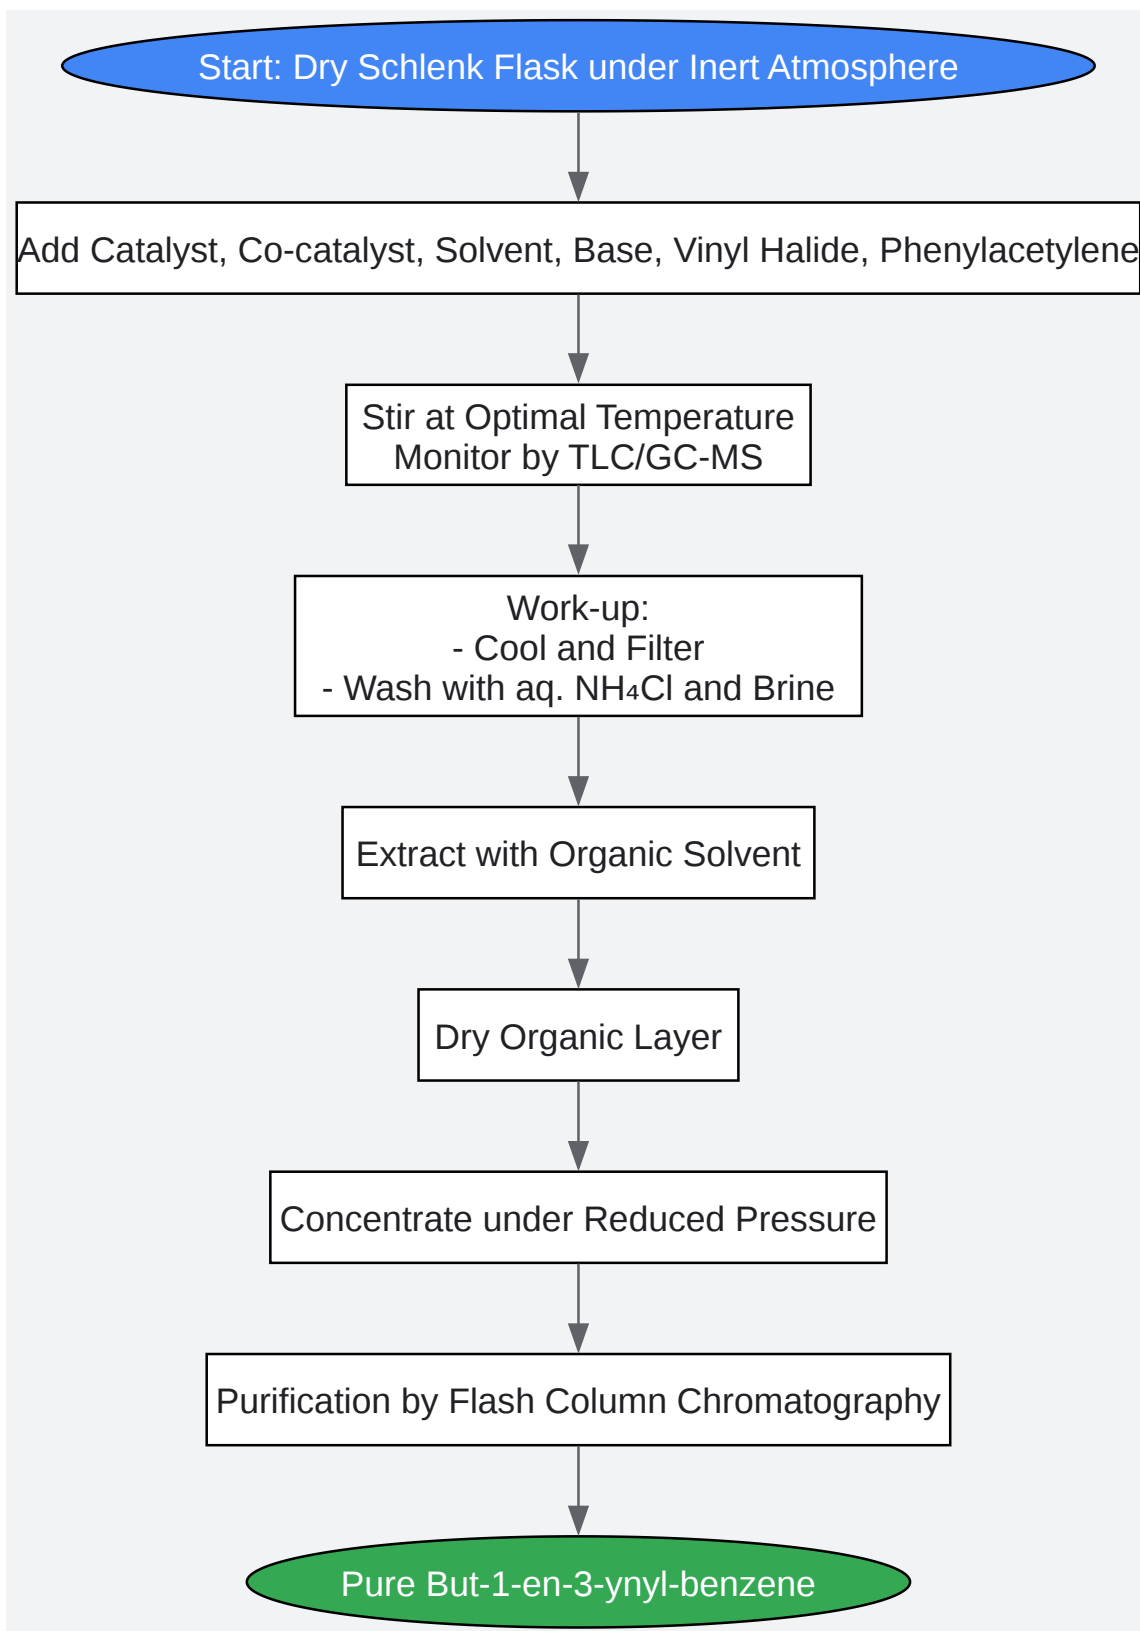 Start: Dry Schlenk Flask under Inert Atmosphere
Add Catalyst, Co-catalyst, Solvent, Base, Vinyl Halide, Phenylacetylene
Stir at Optimal Temperature
Monitor by TLC/GC-MS
Work-up:
- Cool and Filter
- Wash with aq. NH₄Cl and Brine
Extract with Organic Solvent
Dry Organic Layer
Concentrate under Reduced Pressure
Purification by Flash Column Chromatography
Pure But-1-en-3-ynyl-benzene